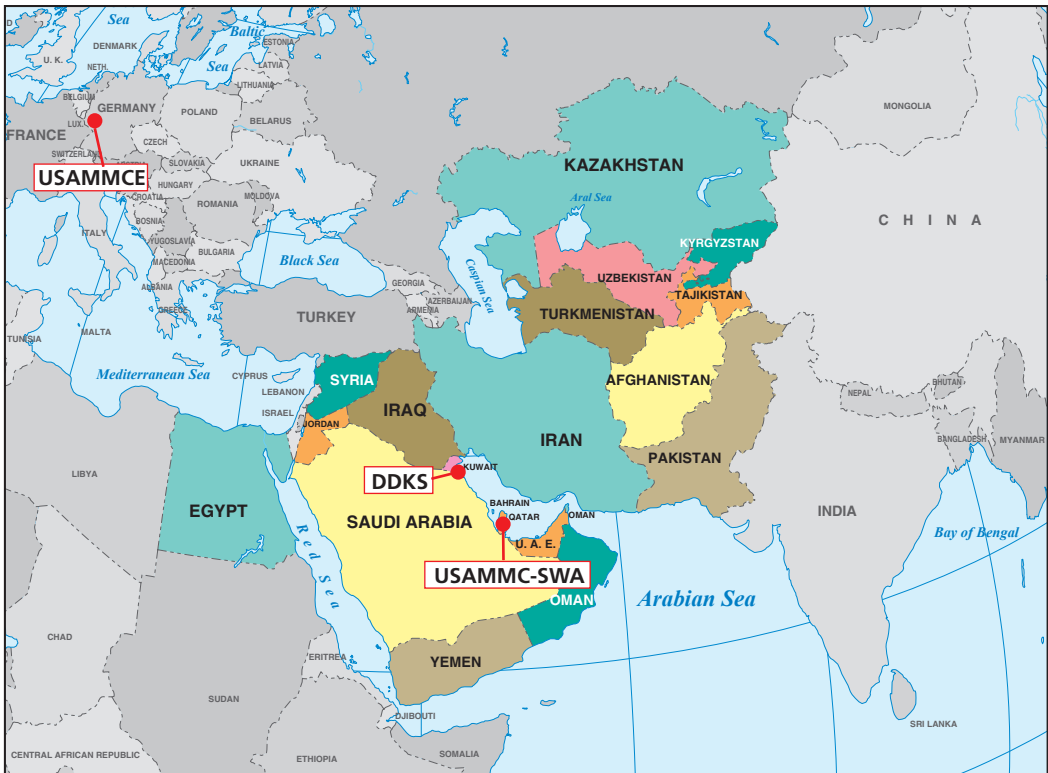 D
Sea
Baltic
Sea
ESTONIA
DENMARK
U. K.
LATVIA
NETH.
LITHUANIA
BELGIUM
GERMANY
POLAND
LUX.
BELARUS
FRANCE
CZECH
SWITZERLAND
SLOVAKIA
UKRAINE
USAMMCE
HUNGARY
CROATIA
ROMANIA
MOLDOVA
BOSNIA
ITALY
YUGOSLAVIA
BULGARIA
MACEDONIA
Black Sea
ALBANIA
GREECE
GEORGIA
AZERBAIJAN
ARMENIA
TURKEY
MALTA
TUNISIA
Mediterranean Sea
CYPRUS
LEBANON
ISRAEL
SYRIA
JORDAN
IRAQ
Caspian Sea
Aral Sea
KAZAKHSTAN
MONGOLIA
CHINA
KYRGYZSTAN
UZBEKISTAN
TAJIKISTAN
TURKMENISTAN
AFGHANISTAN
IRAN
PAKISTAN
NEPAL
BHUTAN
BANGLADESH
MYANMAR
INDIA
Bay of Bengal
LIBYA
EGYPT
Red Sea
DDKS
KUWAIT
SAUDI ARABIA
BAHRAIN
QATAR
OMAN
U. A. E.
USAMMC-SWA
OMAN
Arabian Sea
YEMEN
CHAD
ERITREA
SUDAN
DJIBOUTI
CENTRAL AFRICAN REPUBLIC
ETHIOPIA
SOMALIA
SRI LANKA